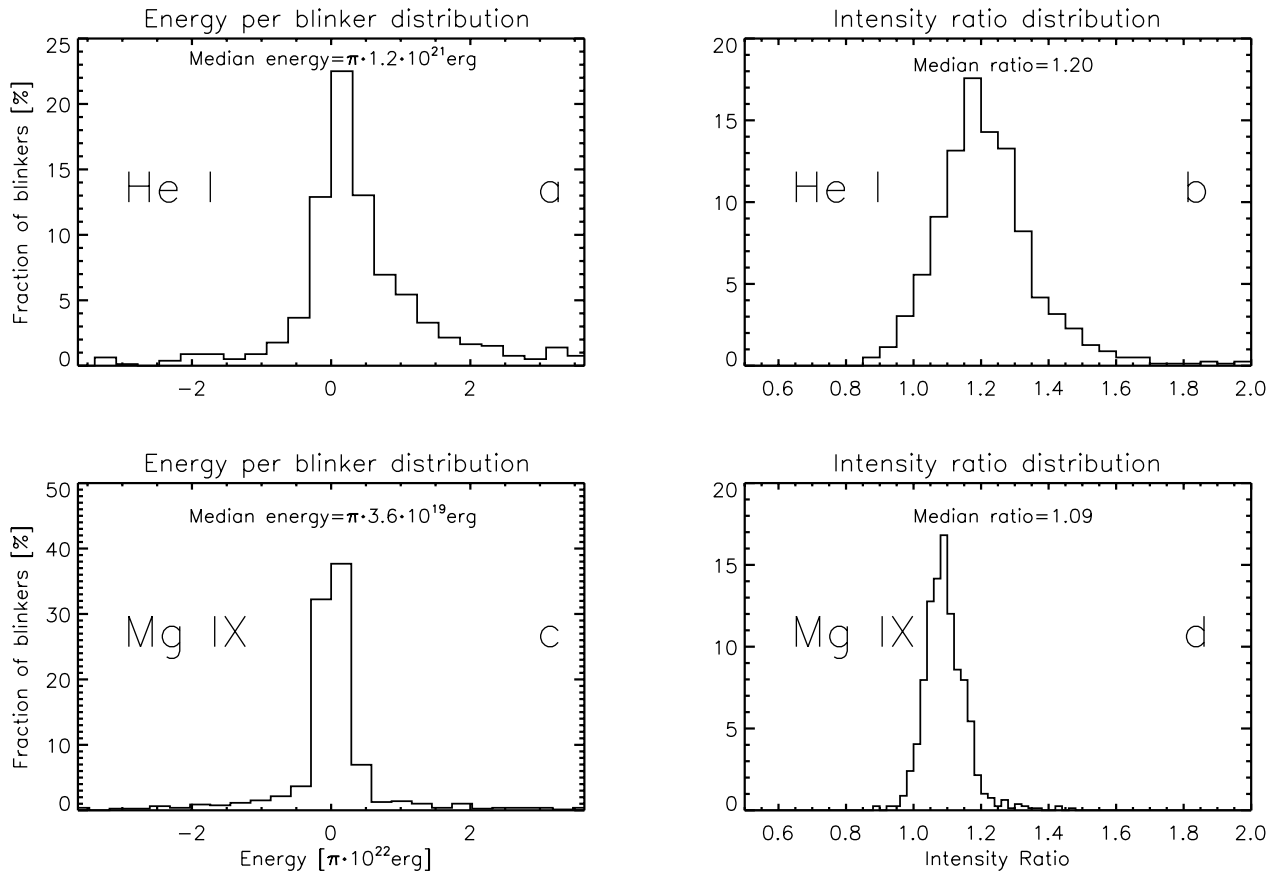 Energy per blinker distribution
Median energy=π·1.2·10²¹erg
Fraction of blinkers [%]
25
20
15
10
5
0
He I
a
−2 0 2
Intensity ratio distribution
Median ratio=1.20
20
15
10
5
0
He I
b
0.6 0.8 1.0 1.2 1.4 1.6 1.8 2.0
Energy per blinker distribution
Median energy=π·3.6·10¹⁹erg
Fraction of blinkers [%]
50
40
30
20
10
0
Mg IX
c
−2 0 2
Energy [π·10²²erg]
Intensity ratio distribution
Median ratio=1.09
20
15
10
5
0
Mg IX
d
0.6 0.8 1.0 1.2 1.4 1.6 1.8 2.0
Intensity Ratio